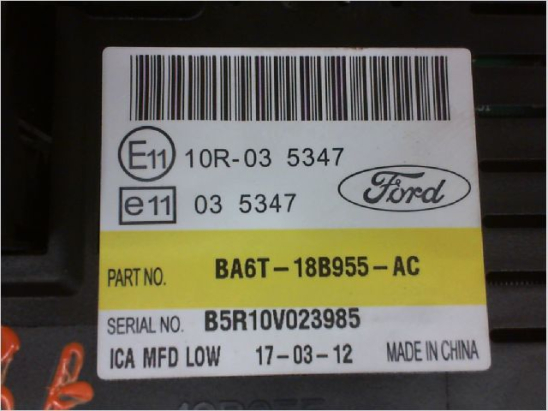 E11 10R-03 5347
e11 03 5347
Ford
PART NO. BA6T-18B955-AC
SERIAL NO. B5R10V023985
ICA MFD LOW 17-03-12 MADE IN CHINA